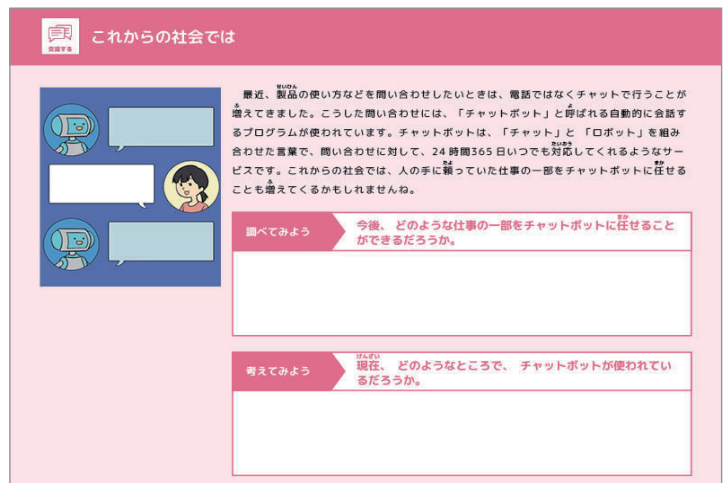 意識する
これからの社会では
最近、製品の使い方などを問い合わせしたいときは、電話ではなくチャットで行うことが
増えてきました。こうした問い合わせには、「チャットボット」と呼ばれる自動的に会話す
るプログラムが使われています。チャットボットは、「チャット」と「ロボット」を組み
合わせた言葉で、問い合わせに対して、24時間365日いつでも対応してくれるようなサー
ビスです。これからの社会では、人の手に頼っていた仕事の一部をチャットボットに任せる
ことも増えてくるかもしれませんね。
調べてみよう
今後、どのような仕事の一部をチャットボットに任せること
ができるだろうか。
考えてみよう
現在、どのようなところで、チャットボットが使われてい
るだろうか。